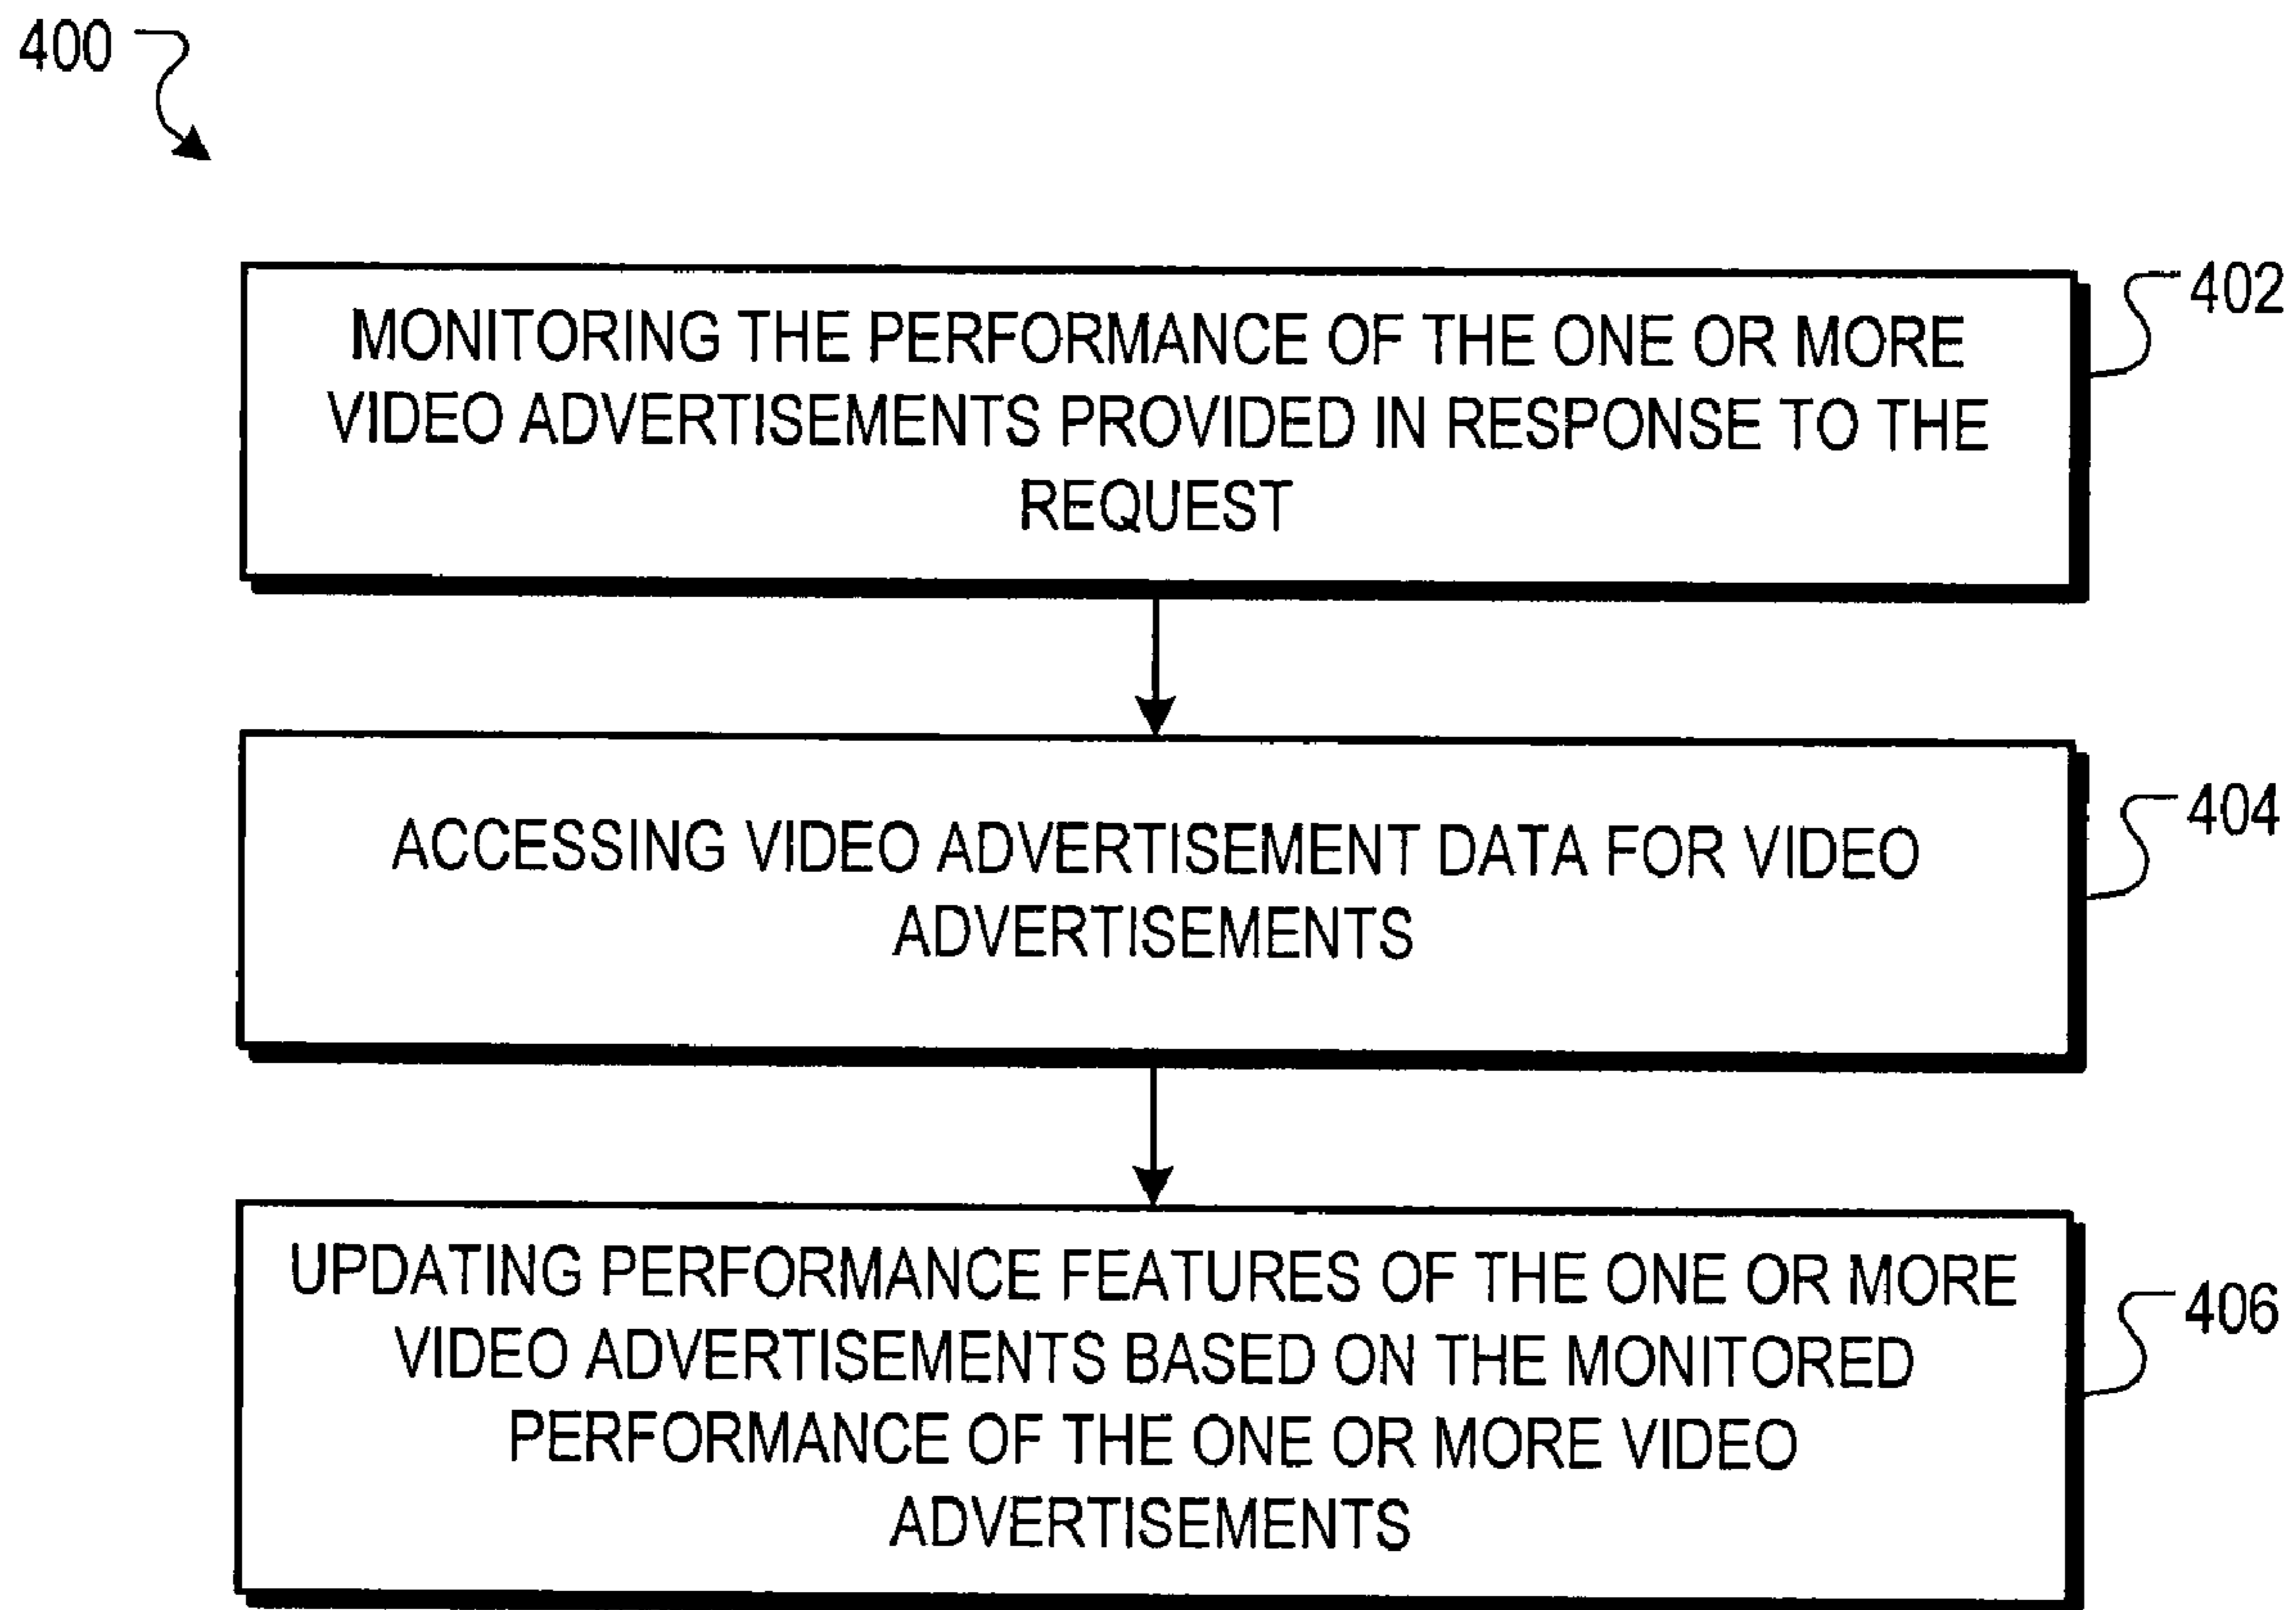 400
MONITORING THE PERFORMANCE OF THE ONE OR MORE
VIDEO ADVERTISEMENTS PROVIDED IN RESPONSE TO THE
REQUEST
402
ACCESSING VIDEO ADVERTISEMENT DATA FOR VIDEO
ADVERTISEMENTS
404
UPDATING PERFORMANCE FEATURES OF THE ONE OR MORE
VIDEO ADVERTISEMENTS BASED ON THE MONITORED
PERFORMANCE OF THE ONE OR MORE VIDEO
ADVERTISEMENTS
406